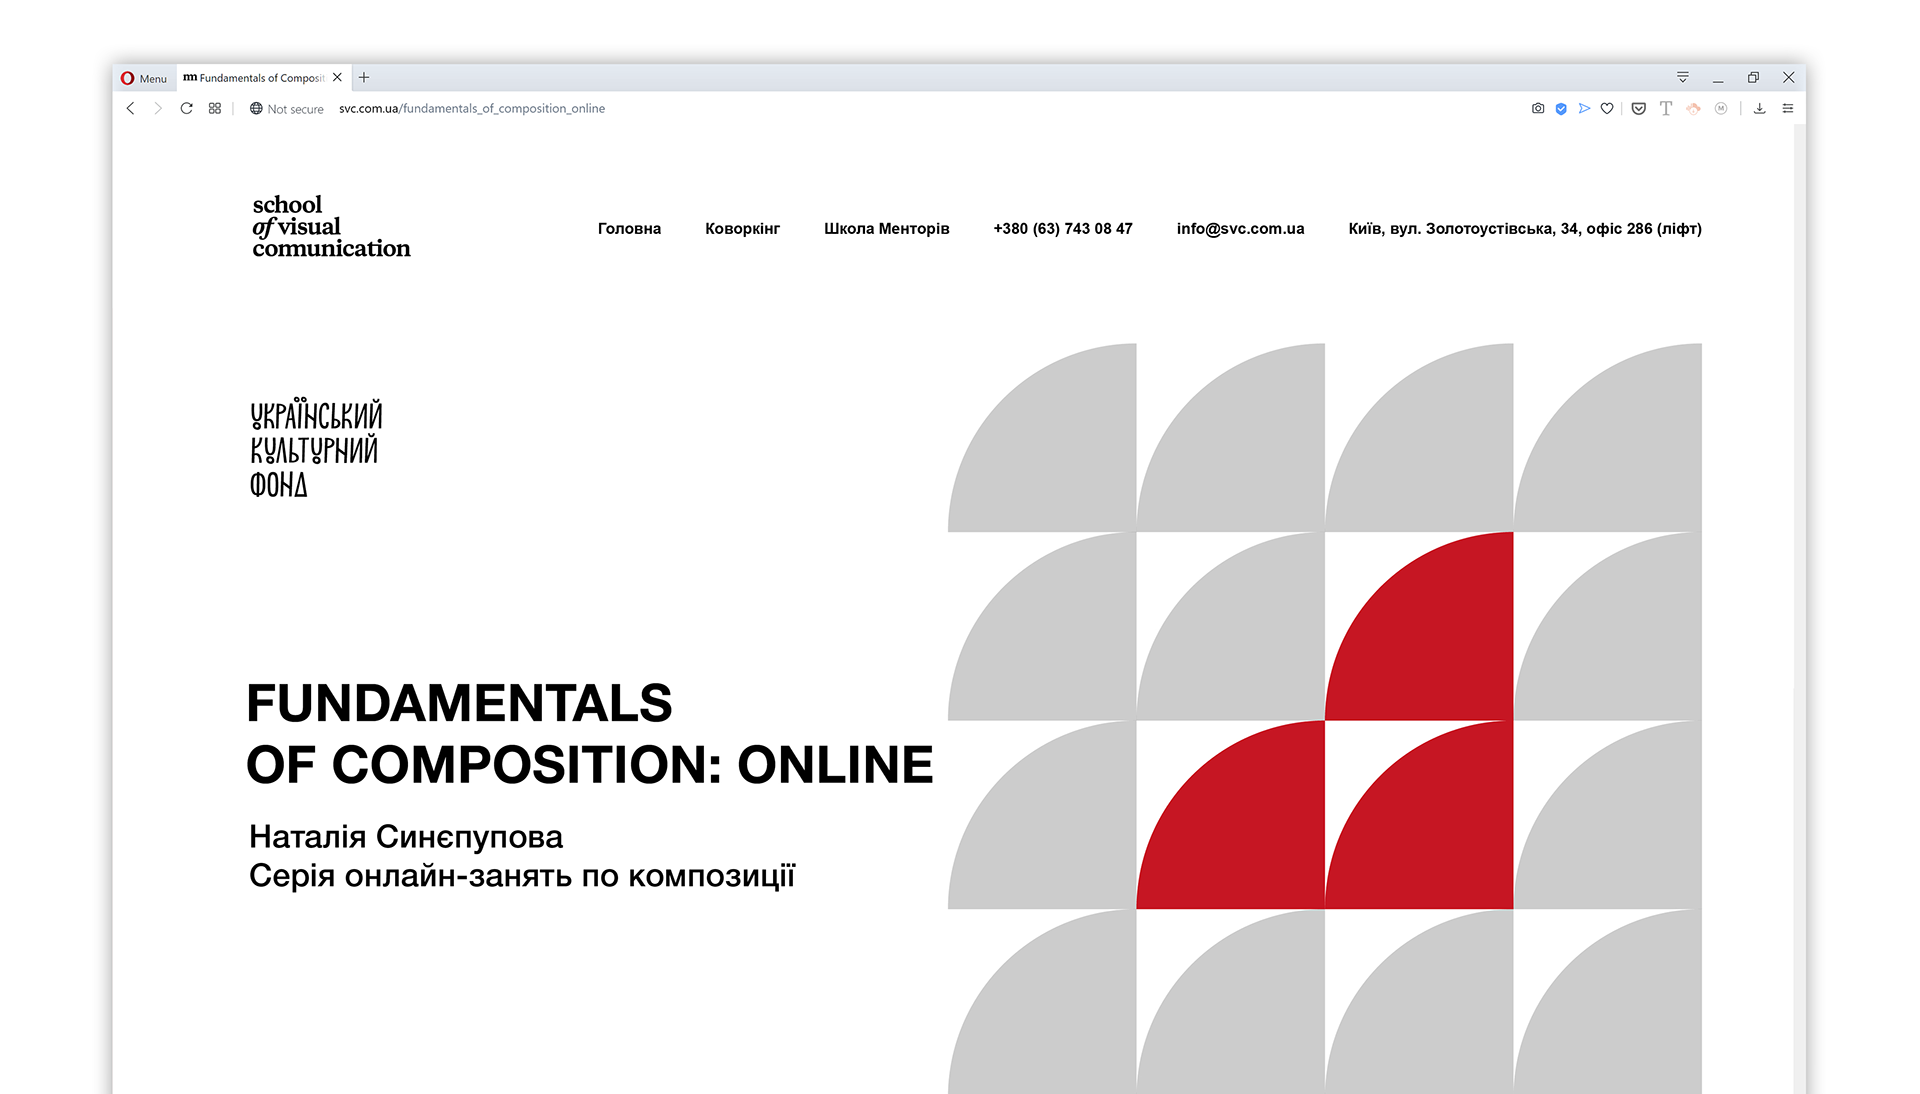 Menu
Fundamentals of Composit
Not secure
svc.com.ua/fundamentals_of_composition_online
school
of visual
communication
Головна
Коворкінг
Школа Менторів
+380 (63) 743 08 47
info@svc.com.ua
Київ, вул. Золотоустівська, 34, офіс 286 (ліфт)
УКРАЇНСЬКИЙ
КУЛЬТУРНИЙ
ФОНД
FUNDAMENTALS
OF COMPOSITION: ONLINE
Наталія Синєпупова
Серія онлайн-занять по композиції